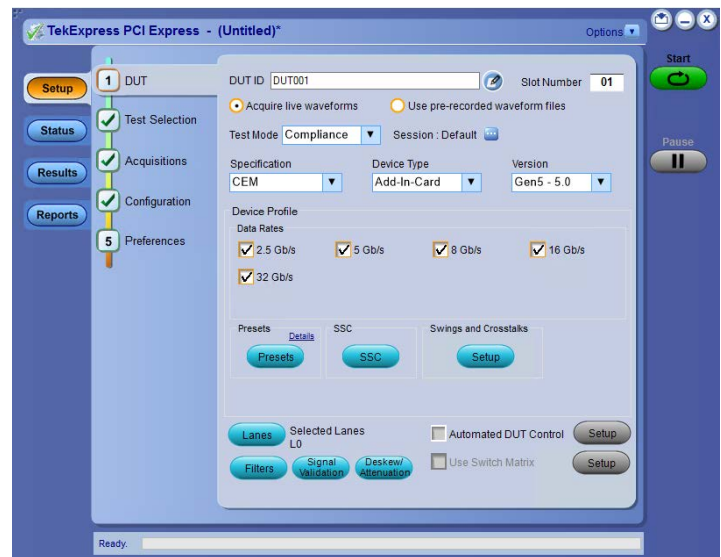 TekExpress PCI Express - (Untitled)*
Options
Start
Setup
Status
Results
Reports
1 DUT
Test Selection
Acquisitions
Configuration
5 Preferences
DUT ID DUT001
Slot Number 01
Acquire live waveforms
Use pre-recorded waveform files
Test Mode Compliance
Session : Default
Pause
Specification
Device Type
Version
CEM
Add-In-Card
Gen5 - 5.0
Device Profile
Data Rates
2.5 Gb/s
5 Gb/s
8 Gb/s
16 Gb/s
32 Gb/s
Presets
Details
Presets
SSC
SSC
Swings and Crosstalks
Setup
Lanes
Selected Lanes
L0
Automated DUT Control
Setup
Filters
Signal
Validation
Deskew/
Attenuation
Use Switch Matrix
Setup
Ready.